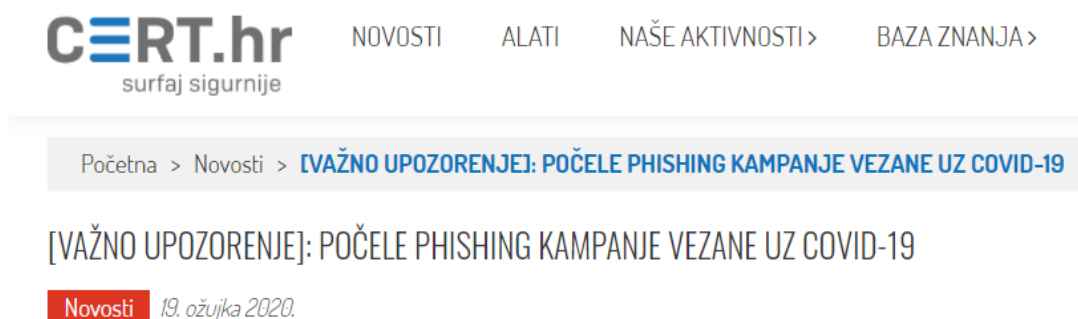 CERT.hr
surfaj sigurnije
NOVOSTI ALATI NAŠE AKTIVNOSTI > BAZA ZNANJA >
Početna > Novosti > [VAŽNO UPOZORENJE]: POČELE PHISHING KAMPANJE VEZANE UZ COVID-19
[VAŽNO UPOZORENJE]: POČELE PHISHING KAMPANJE VEZANE UZ COVID-19
Novosti 19. ožujka 2020.